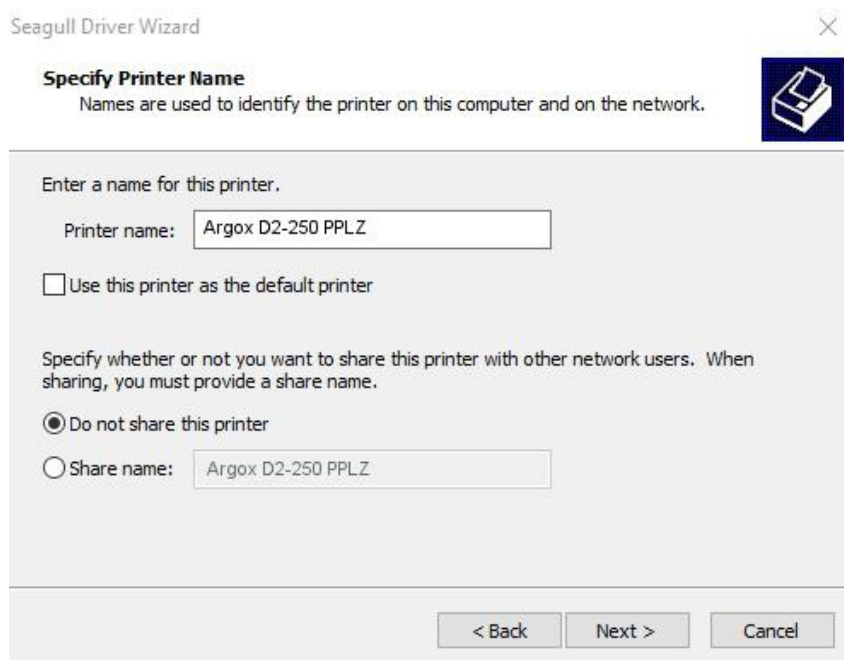 Seagull Driver Wizard
Specify Printer Name
Names are used to identify the printer on this computer and on the network.
Enter a name for this printer.
Printer name: Argox D2-250 PPLZ
Use this printer as the default printer
Specify whether or not you want to share this printer with other network users. When
sharing, you must provide a share name.
Do not share this printer
Share name: Argox D2-250 PPLZ
< Back Next > Cancel